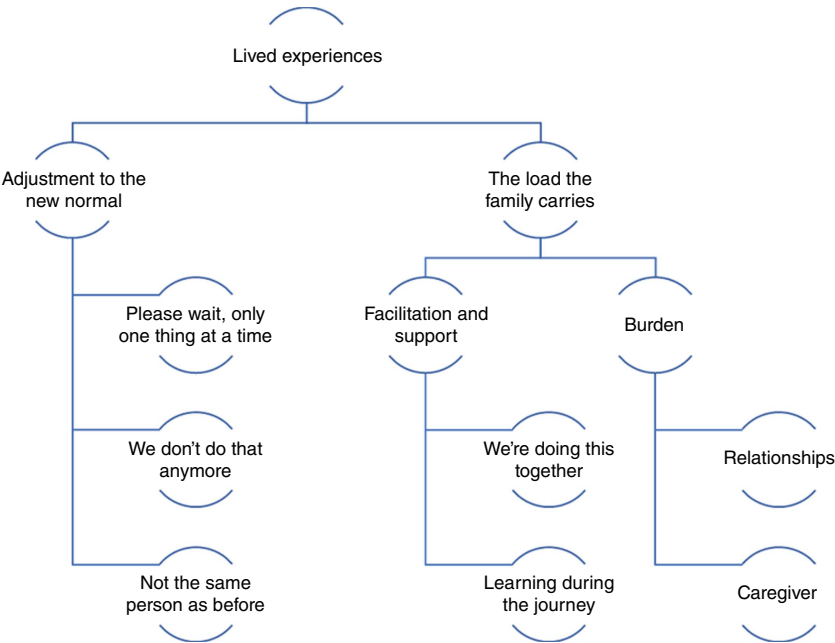 Lived experiences
Adjustment to the
new normal
The load the
family carries
Please wait, only
one thing at a time
Facilitation and
support
Burden
We don't do that
anymore
We're doing this
together
Relationships
Not the same
person as before
Learning during
the journey
Caregiver